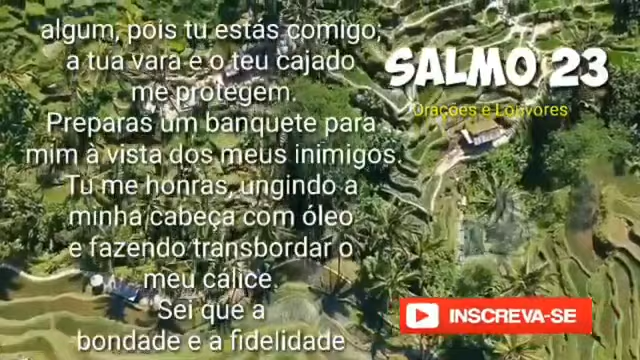 algum, pois tu estás comigo;
a tua vara e o teu cajado
me protegem.
Preparas um banquete para
mim à vista dos meus inimigos.
Tu me honras, ungindo a
minha cabeça com óleo
e fazendo transbordar o
meu cálice.
Sei que a
bondade e a fidelidade
SALMO 23
Orações e Louvores
INSCREVA-SE